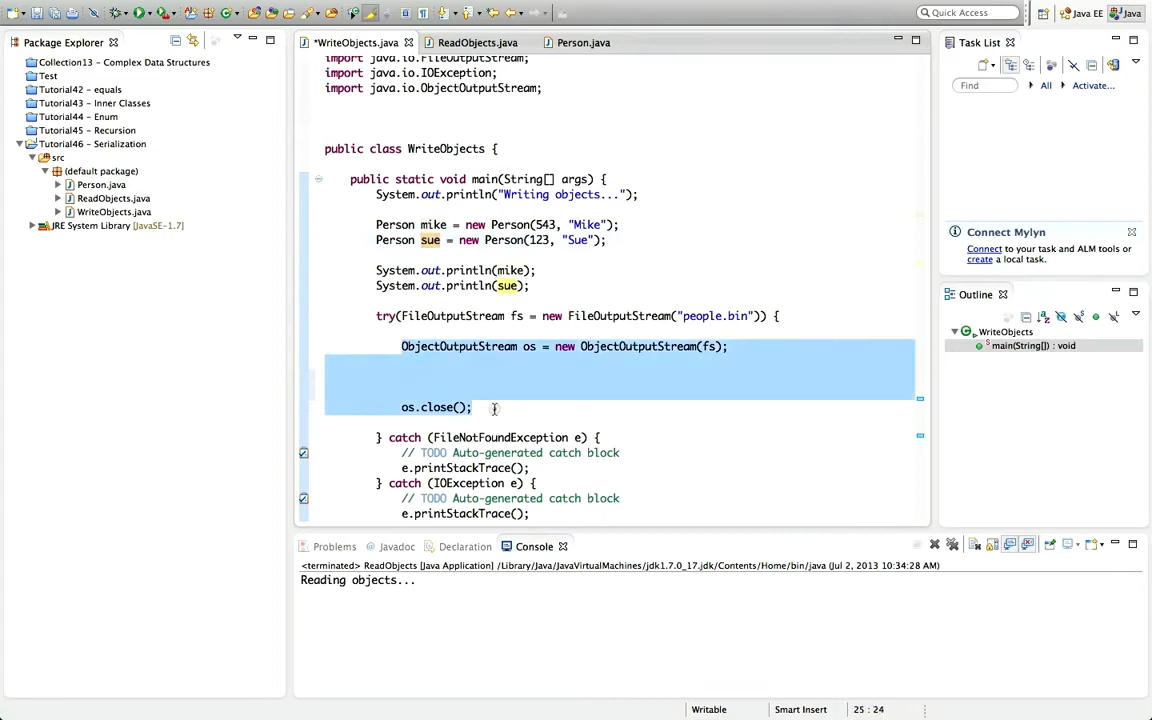 Quick Access
Java EE
Java
Package Explorer
*WriteObjects.java
ReadObjects.java
Person.java
Task List
Collection13 - Complex Data Structures
Test
Tutorial42 - equals
Tutorial43 - Inner Classes
Tutorial44 - Enum
Tutorial45 - Recursion
Tutorial46 - Serialization
src
(default package)
Person.java
ReadObjects.java
WriteObjects.java
JRE System Library [JavaSE-1.7]
import java.io.FileOutputStream;
import java.io.IOException;
import java.io.ObjectOutputStream;
public class WriteObjects {
public static void main(String[] args) {
System.out.println("Writing objects...");
Person mike = new Person(543, "Mike");
Person sue = new Person(123, "Sue");
System.out.println(mike);
System.out.println(sue);
try(FileOutputStream fs = new FileOutputStream("people.bin")) {
ObjectOutputStream os = new ObjectOutputStream(fs);
os.close();
} catch (FileNotFoundException e) {
// TODO Auto-generated catch block
e.printStackTrace();
} catch (IOException e) {
// TODO Auto-generated catch block
e.printStackTrace();
Find
All
Activate...
Connect Mylyn
Connect to your task and ALM tools or
create a local task.
Outline
WriteObjects
main(String[]) : void
Problems
Javadoc
Declaration
Console
<terminated> ReadObjects [Java Application] /Library/Java/JavaVirtualMachines/jdk1.7.0_17.jdk/Contents/Home/bin/java (Jul 2, 2013 10:34:28 AM)
Reading objects...
Writable
Smart Insert
25 : 24